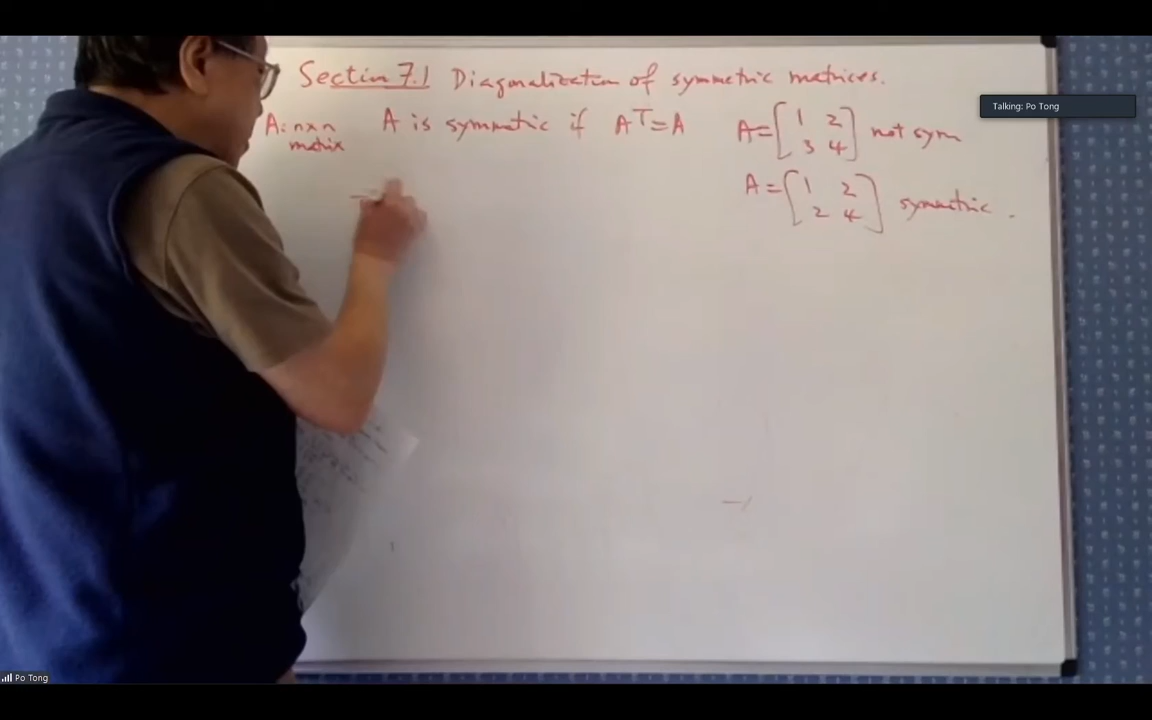 Section 7.1 Diagonalization of symmetric matrices.
Talking: Po Tong
A: n×n matrix
A is symmetric if Aᵀ=A
A=[1 2
3 4] not sym
A=[1 2
2 4] symmetric.
Po Tong